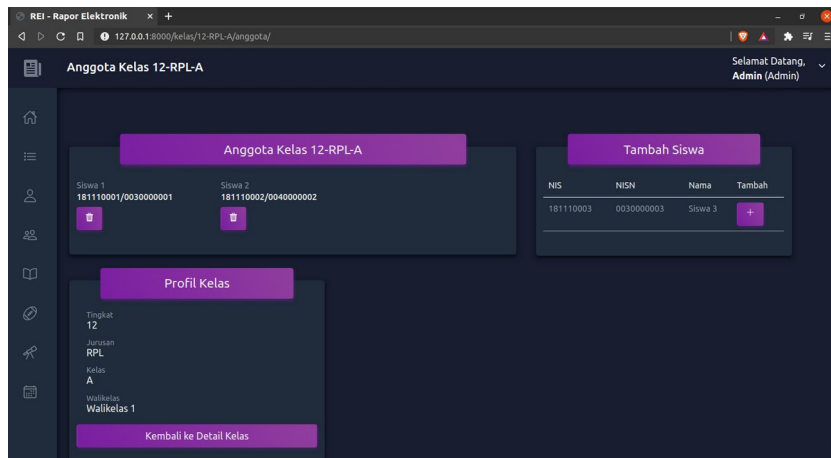 REI - Rapor Elektronik
127.0.0.1:8000/kelas/12-RPL-A/anggota/
Anggota Kelas 12-RPL-A
Selamat Datang,
Admin (Admin)
Anggota Kelas 12-RPL-A
Siswa 1
181110001/0030000001
Siswa 2
181110002/0040000002
Tambah Siswa
NIS NISN Nama Tambah
181110003 0030000003 Siswa 3
Profil Kelas
Tingkat
12
Jurusan
RPL
Kelas
A
Walikelas
Walikelas 1
Kembali ke Detail Kelas